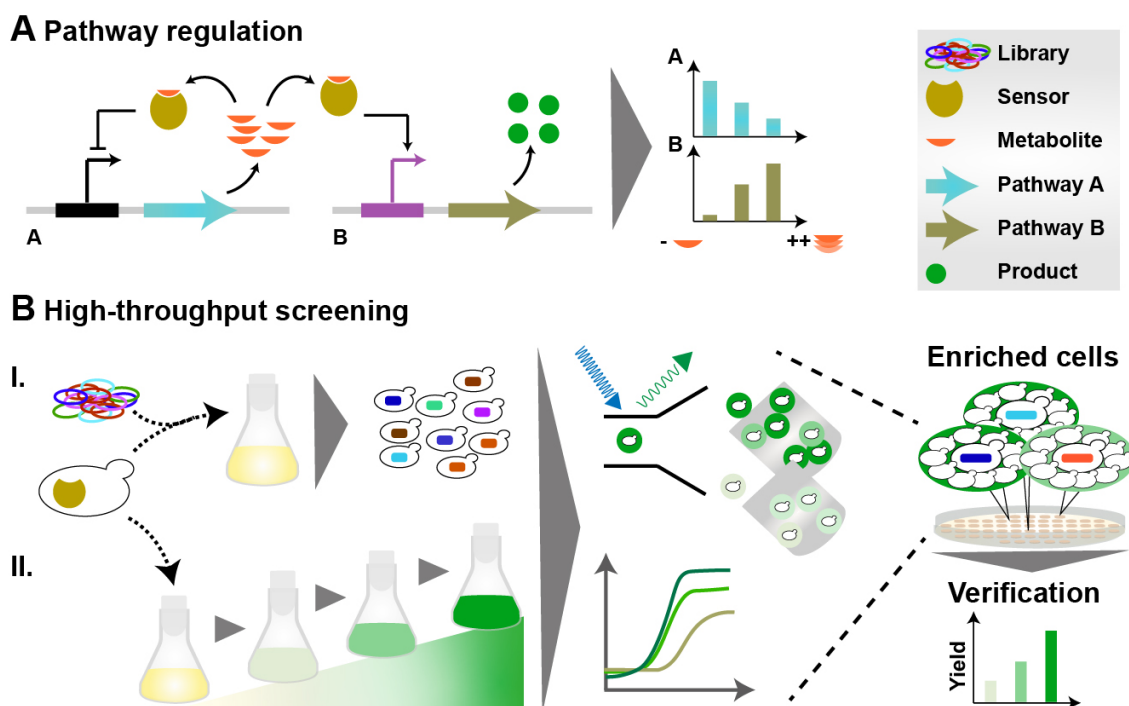 A Pathway regulation
A
B
A
B
-
++
Library
Sensor
Metabolite
Pathway A
Pathway B
Product
B High-throughput screening
I.
II.
Enriched cells
Verification
Yield